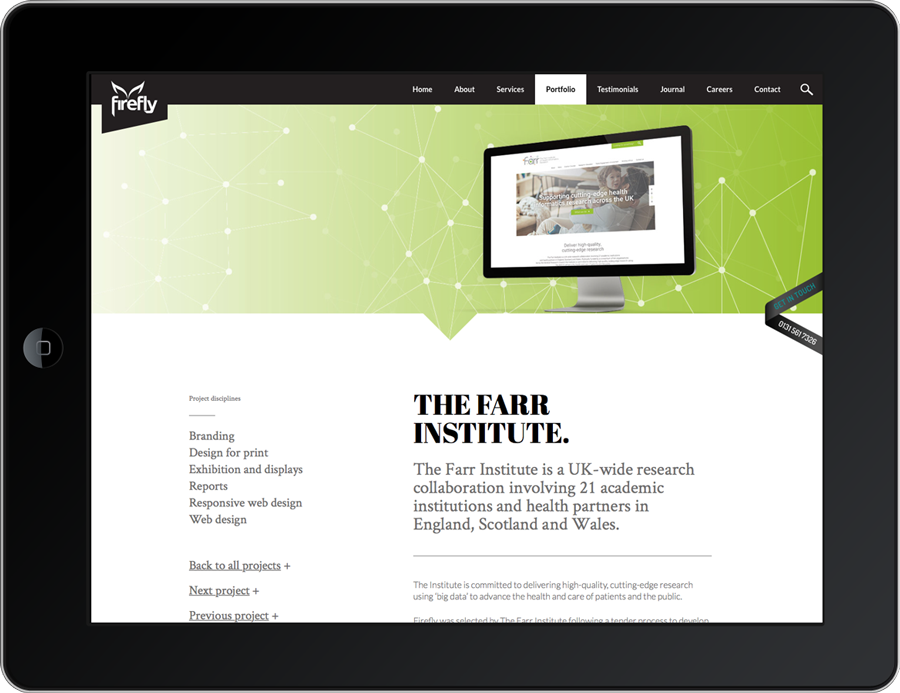 firefly
Home About Services Portfolio Testimonials Journal Careers Contact
Farr
Supporting cutting-edge health
informatics research across the UK
Deliver high-quality,
cutting-edge research
GET IN TOUCH
0131 561 7326
Project disciplines
Branding
Design for print
Exhibition and displays
Reports
Responsive web design
Web design
Back to all projects +
Next project +
Previous project +
THE FARR
INSTITUTE.
The Farr Institute is a UK-wide research
collaboration involving 21 academic
institutions and health partners in
England, Scotland and Wales.
The Institute is committed to delivering high-quality, cutting-edge research
using 'big data' to advance the health and care of patients and the public.
Firefly was selected by The Farr Institute following a tender process to develop